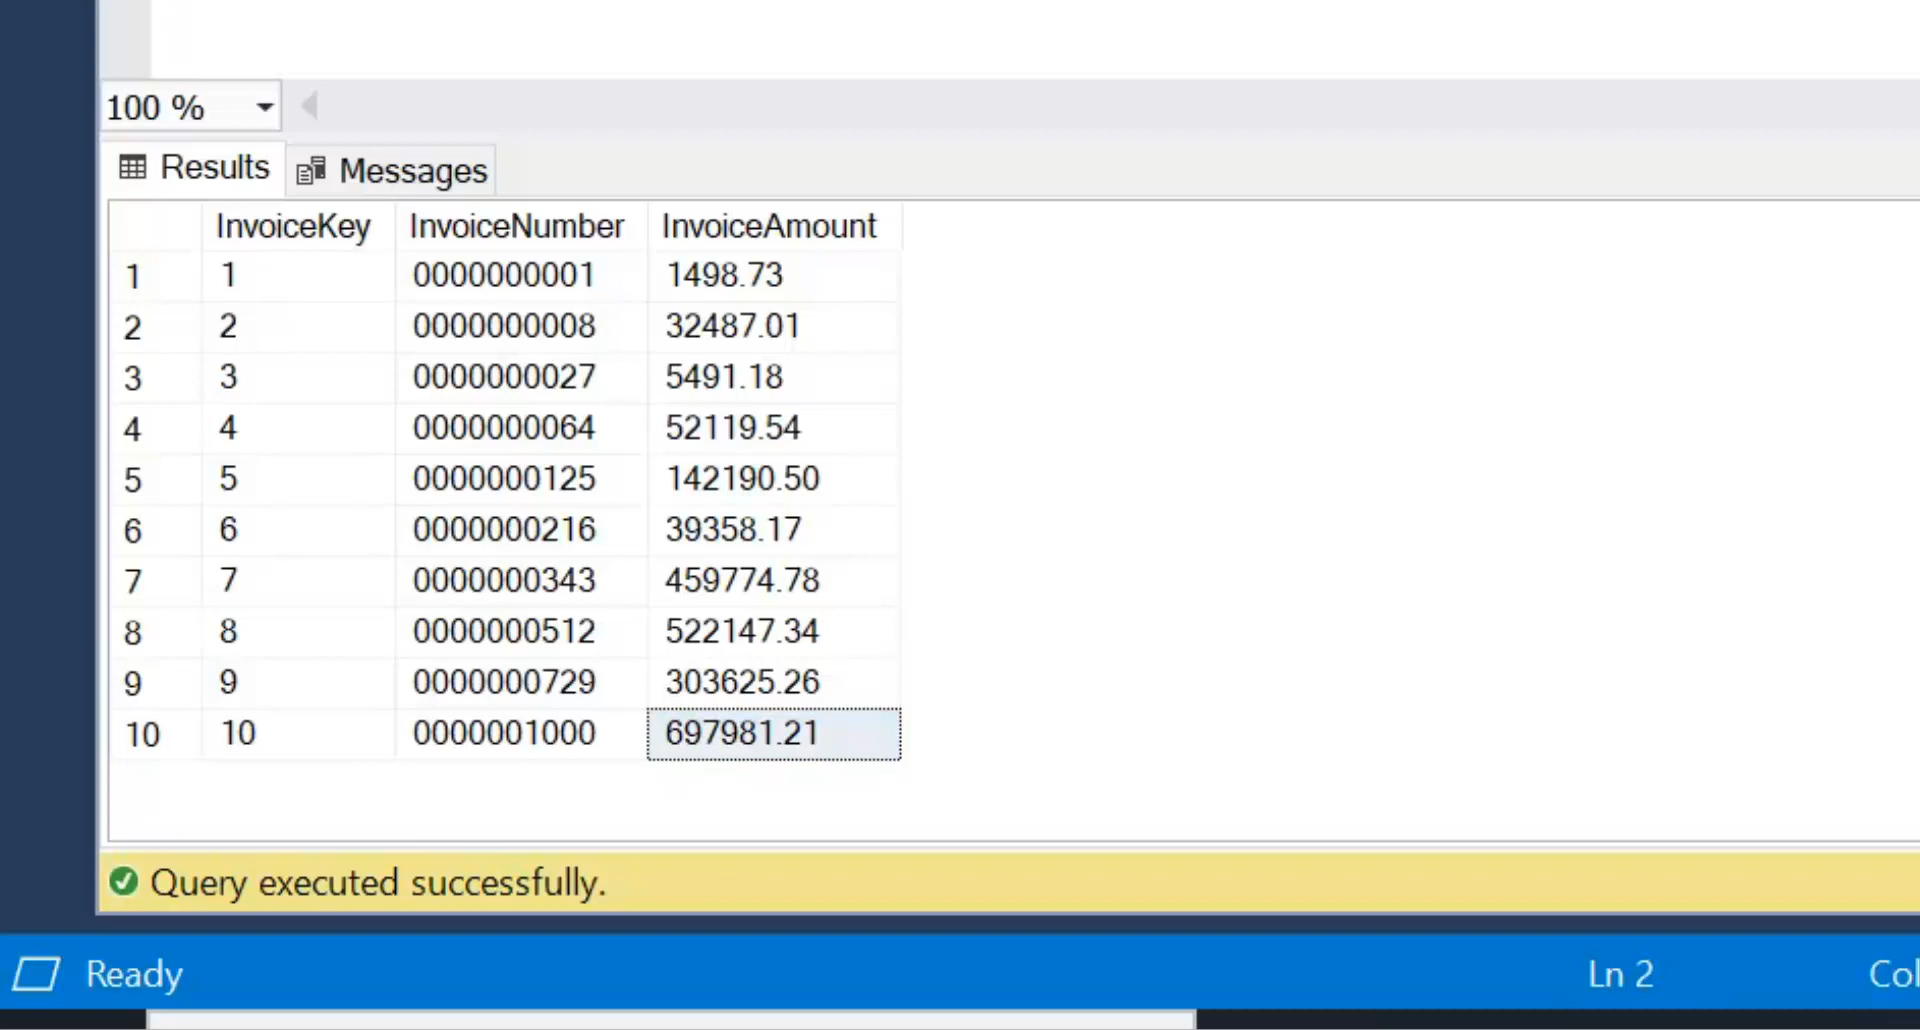 100 %
Results Messages
InvoiceKey InvoiceNumber InvoiceAmount
1 1 0000000001 1498.73
2 2 0000000008 32487.01
3 3 0000000027 5491.18
4 4 0000000064 52119.54
5 5 0000000125 142190.50
6 6 0000000216 39358.17
7 7 0000000343 459774.78
8 8 0000000512 522147.34
9 9 0000000729 303625.26
10 10 0000001000 697981.21
Query executed successfully.
Ready Ln 2 Col